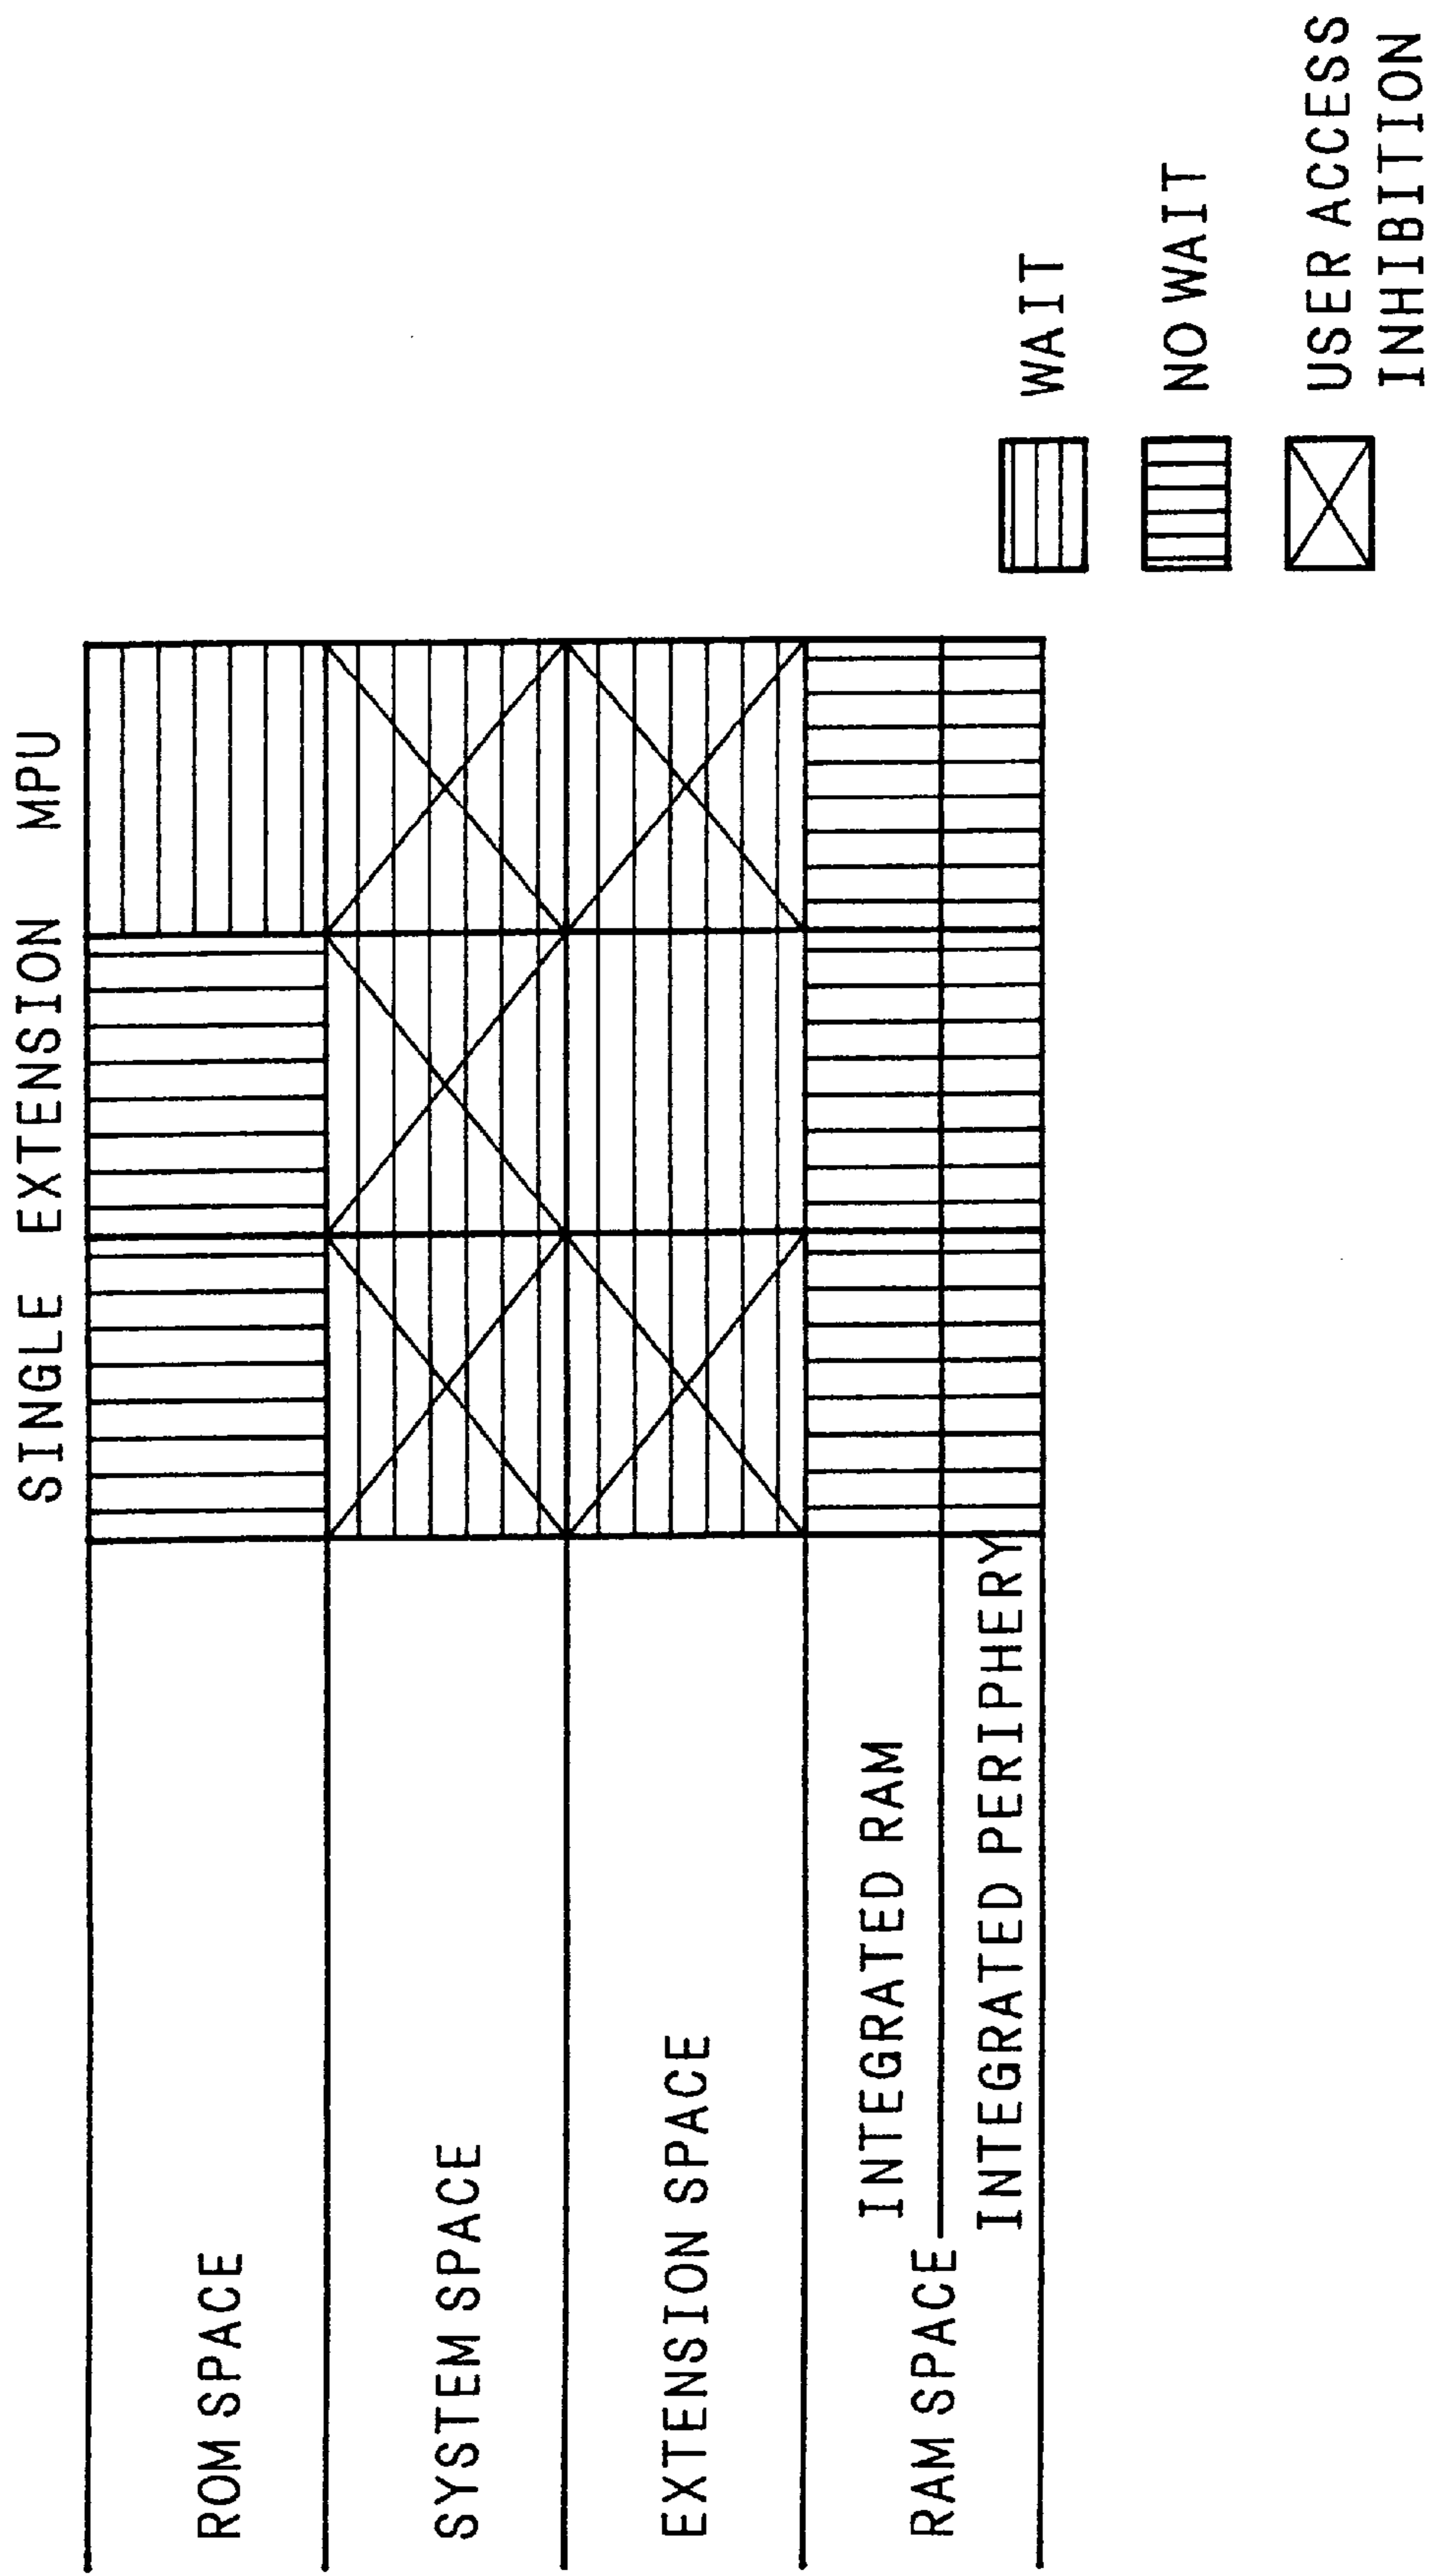 SINGLE EXTENSION MPU
ROM SPACE
SYSTEM SPACE
EXTENSION SPACE
INTEGRATED RAM
RAM SPACE
INTEGRATED PERIPHERY
WAIT
NO WAIT
USER ACCESS
INHIBITION